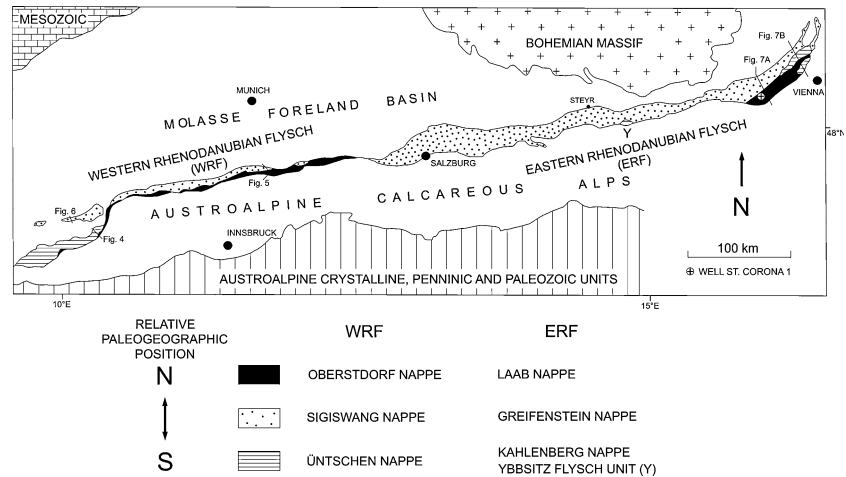 MESOZOIC
BOHEMIAN MASSIF
Fig. 7B
Fig. 7A
VIENNA
MUNICH
STEYR
MOLASSE FORELAND BASIN
48°N
Y
WESTERN RHENODANUBIAN FLYSCH
(WRF)
SALZBURG
EASTERN RHENODANUBIAN FLYSCH
(ERF)
Fig. 5
AUSTROALPINE CALCAREOUS ALPS
Fig. 6
Fig. 4
N
INNSBRUCK
100 km
WELL ST. CORONA 1
AUSTROALPINE CRYSTALLINE, PENNINIC AND PALEOZOIC UNITS
10°E
15°E
RELATIVE
PALEOGEOGRAPHIC
POSITION
WRF
ERF
N
OBERSTDORF NAPPE
LAAB NAPPE
SIGISWANG NAPPE
GREIFENSTEIN NAPPE
S
ÜNTSCHEN NAPPE
KAHLENBERG NAPPE
YBBSITZ FLYSCH UNIT (Y)